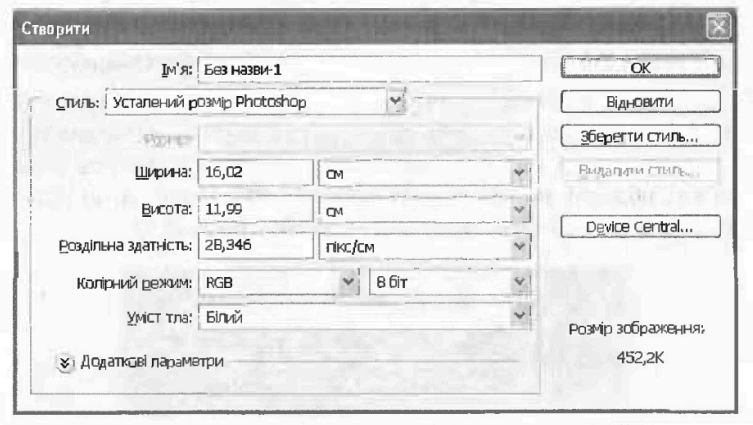 Створити
Ім'я: Без назви-1
OK
Стиль: Усталений розмір Photoshop
Відновити
Розмір:
Зберегти стиль...
Ширина: 16,02 см
Видалити стиль...
Висота: 11,99 см
Device Central...
Роздільна здатність: 28,346 пікс/см
Колірний режим: RGB 8 біт
Уміст тла: Білий
Розмір зображення:
452,2K
Додаткові параметри